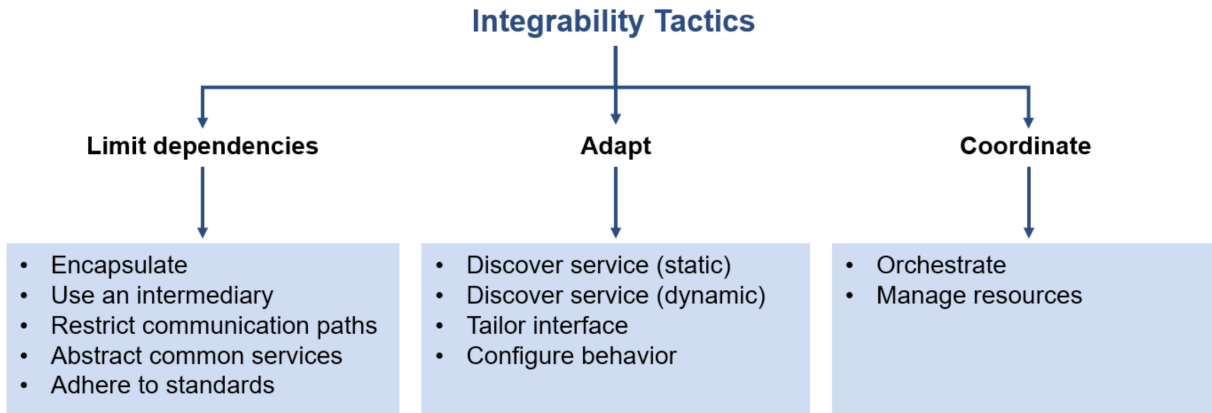 Integrability Tactics
Limit dependencies
Adapt
Coordinate
• Encapsulate
• Use an intermediary
• Restrict communication paths
• Abstract common services
• Adhere to standards
• Discover service (static)
• Discover service (dynamic)
• Tailor interface
• Configure behavior
• Orchestrate
• Manage resources